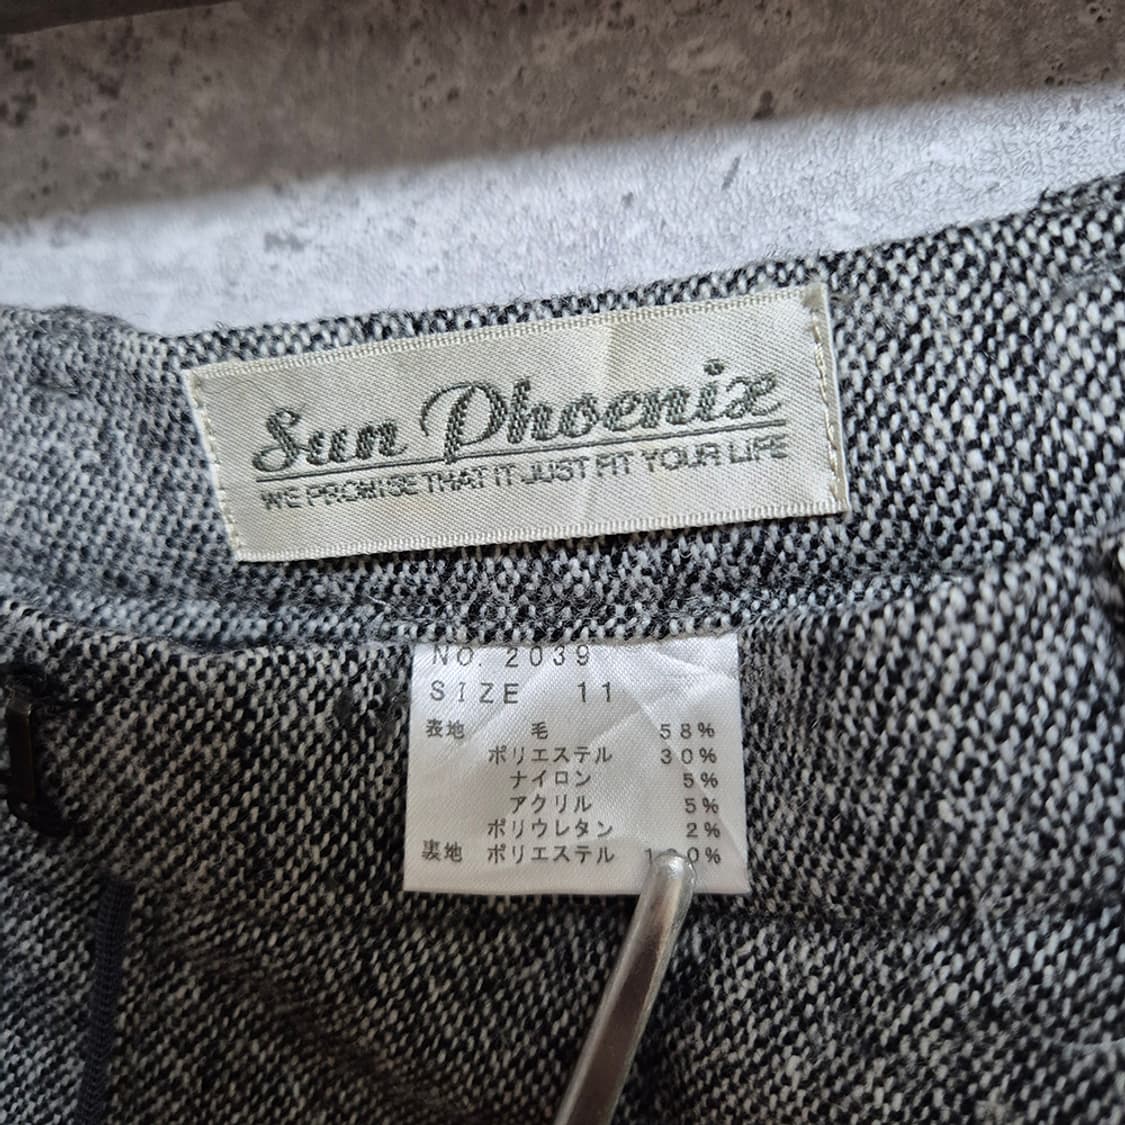 Sun Phoenix
WE PROMISE THAT IT JUST FIT YOUR LIFE
NO. 2039
SIZE 11
表地 毛 58%
ポリエステル 30%
ナイロン 5%
アクリル 5%
ポリウレタン 2%
裏地 ポリエステル 100%